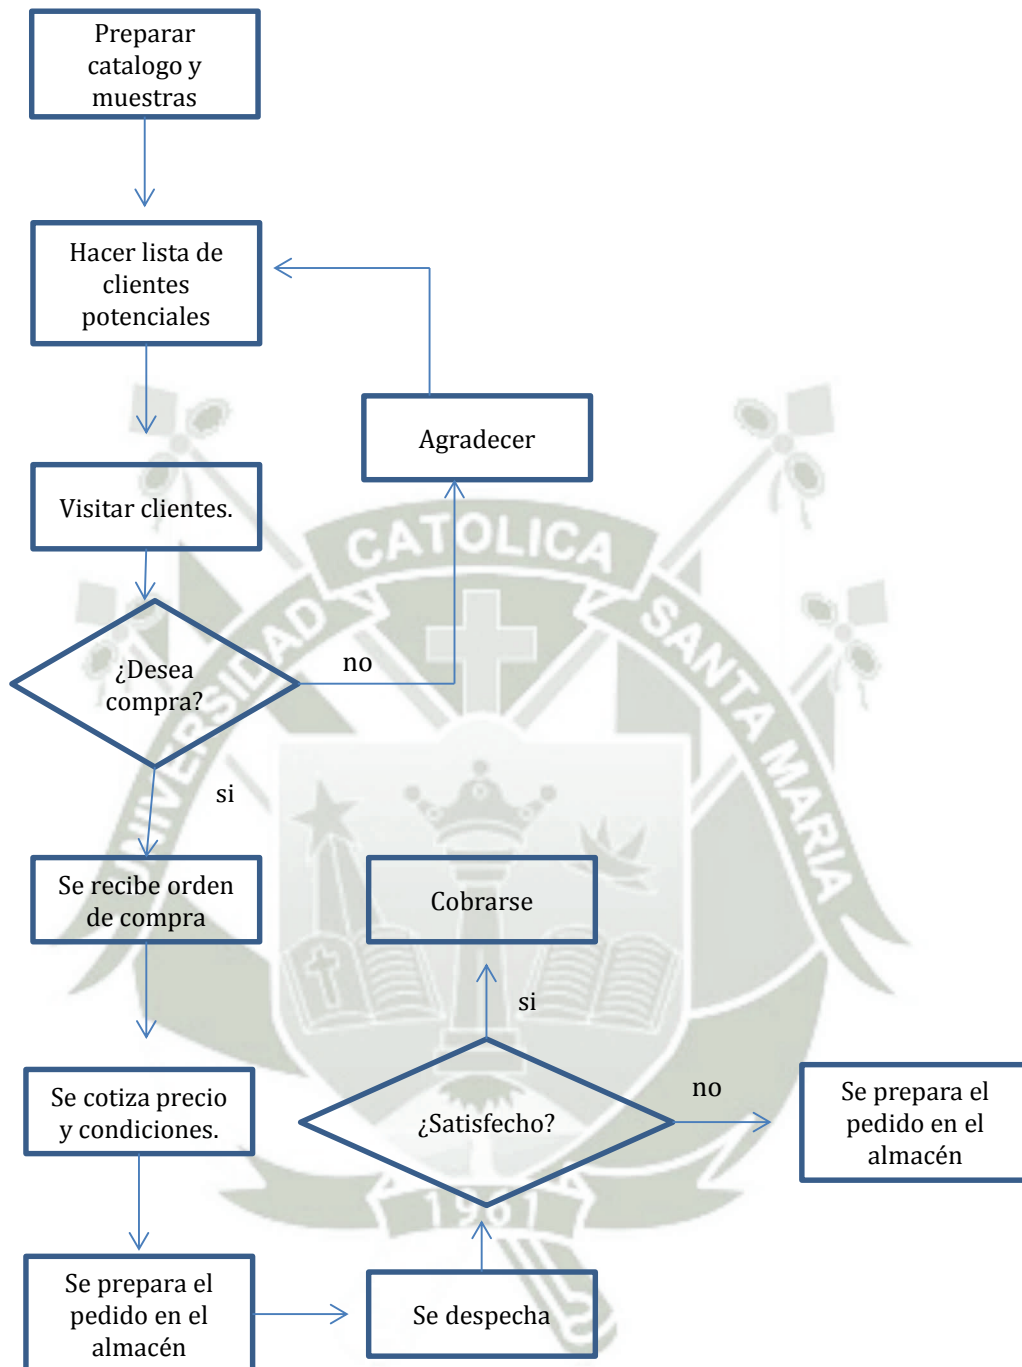 Preparar
catalogo y
muestras
Hacer lista de
clientes
potenciales
Agradecer
Visitar clientes.
¿Desea
compra?
no
si
Se recibe orden
de compra
Cobrarse
si
Se cotiza precio
y condiciones.
¿Satisfecho?
no
Se prepara el
pedido en el
almacén
Se prepara el
pedido en el
almacén
Se despecha
UNIVERSIDAD
CATOLICA
SANTA MARIA
1961